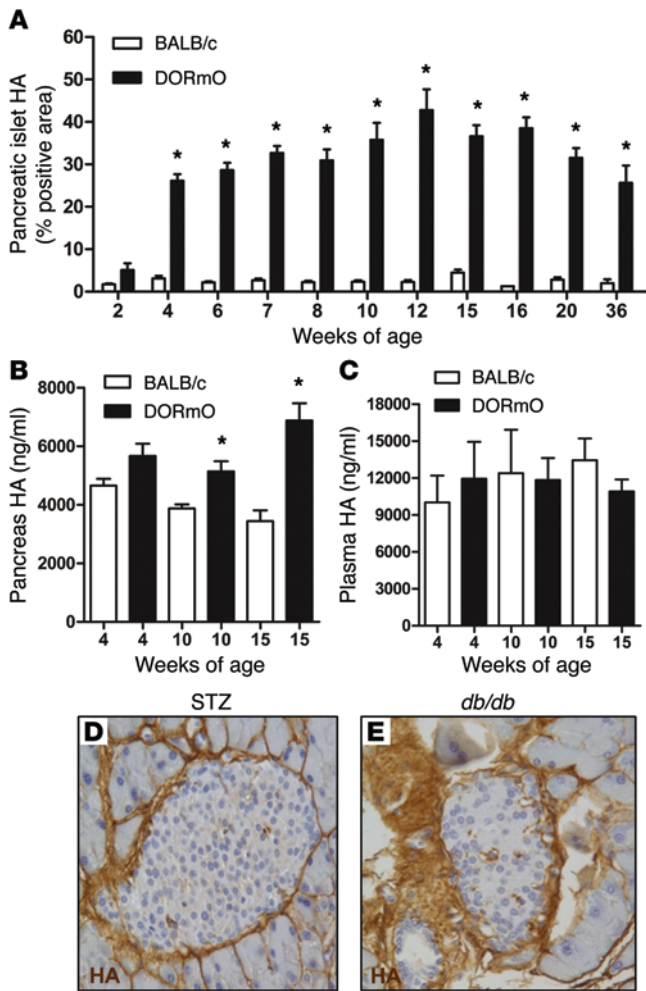 A
BALB/c
DORmO
Pancreatic islet HA
(% positive area)
60
50
40
30
20
10
0
* * * * * * * * * *
2 4 6 7 8 10 12 15 16 20 36
Weeks of age
B
BALB/c
DORmO
Pancreas HA (ng/ml)
8000
6000
4000
2000
0
* *
4 4 10 10 15 15
Weeks of age
C
BALB/c
DORmO
Plasma HA (ng/ml)
18000
15000
12000
9000
6000
3000
0
4 4 10 10 15 15
Weeks of age
STZ
D
HA
db/db
E
HA